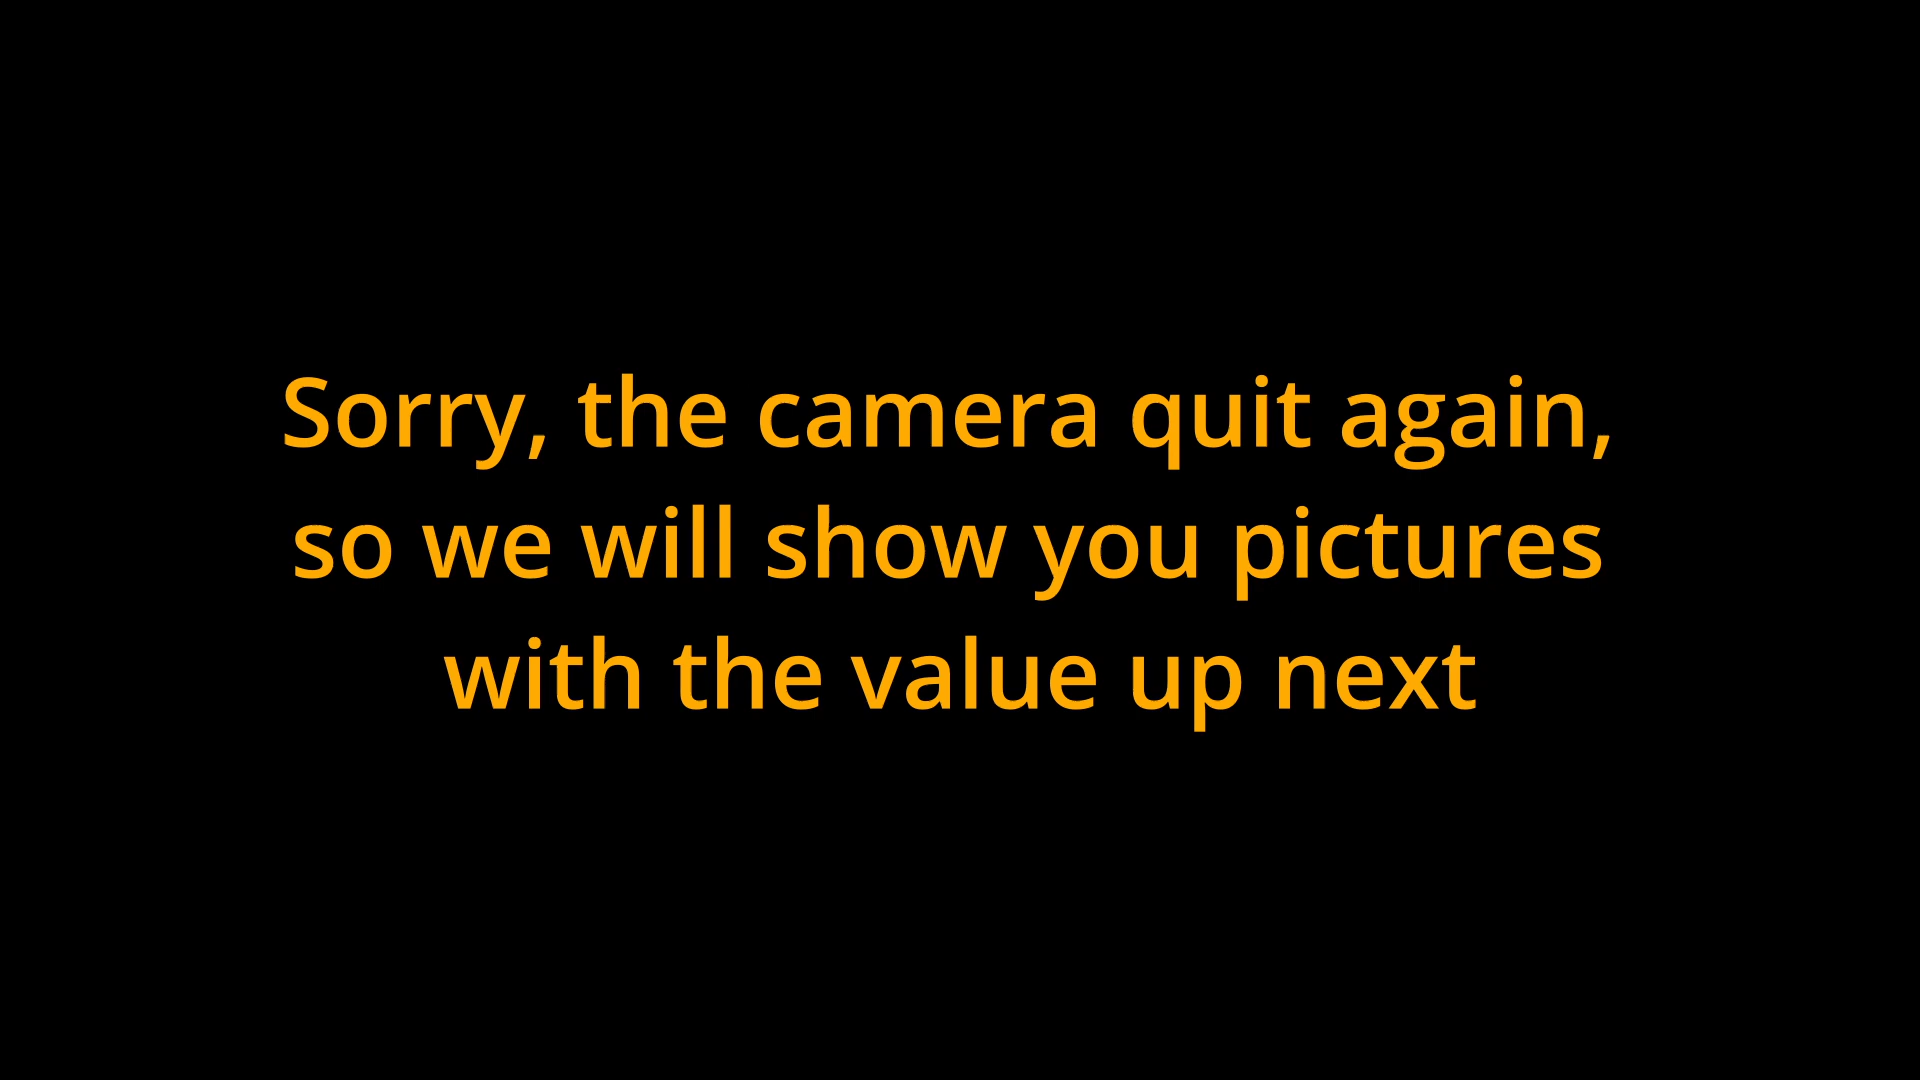 Sorry, the camera quit again,
so we will show you pictures
with the value up next